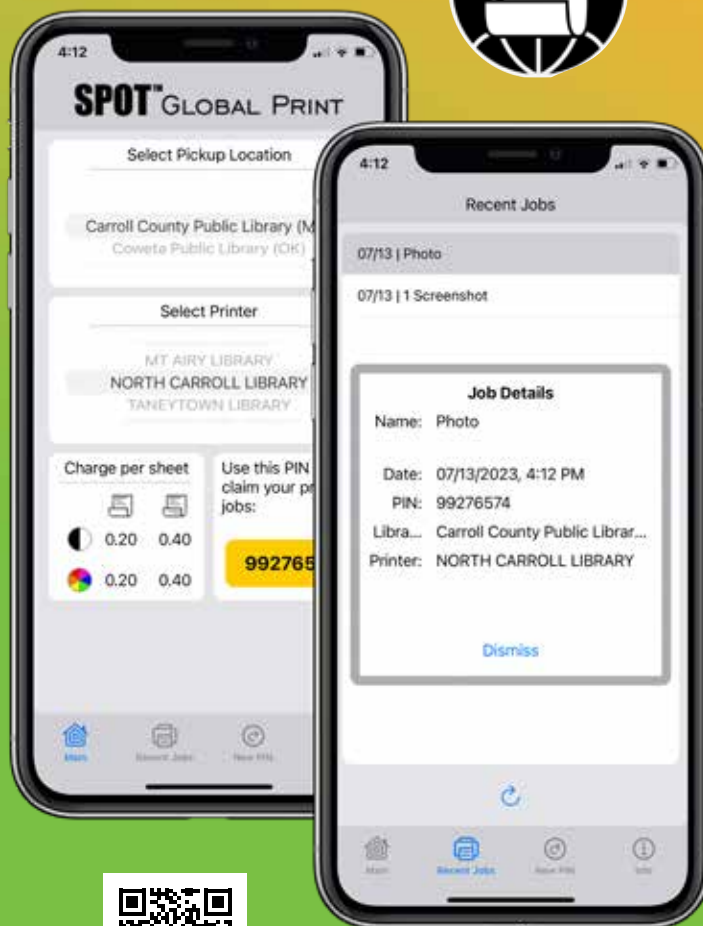 4:12
SPOT™ GLOBAL PRINT
Select Pickup Location
Carroll County Public Library (M
Coweta Public Library (OK)
Select Printer
MT AIRY LIBRARY
NORTH CARROLL LIBRARY
TANEYTOWN LIBRARY
Charge per sheet
0.20 0.40
0.20 0.40
Use this PIN
claim your pr
jobs:
992765
Main
Recent Jobs
New PIN
4:12
Recent Jobs
07/13 | Photo
07/13 | 1 Screenshot
Job Details
Name: Photo
Date: 07/13/2023, 4:12 PM
PIN: 99276574
Libra... Carroll County Public Librar...
Printer: NORTH CARROLL LIBRARY
Dismiss
Main
Recent Jobs
New PIN
Info